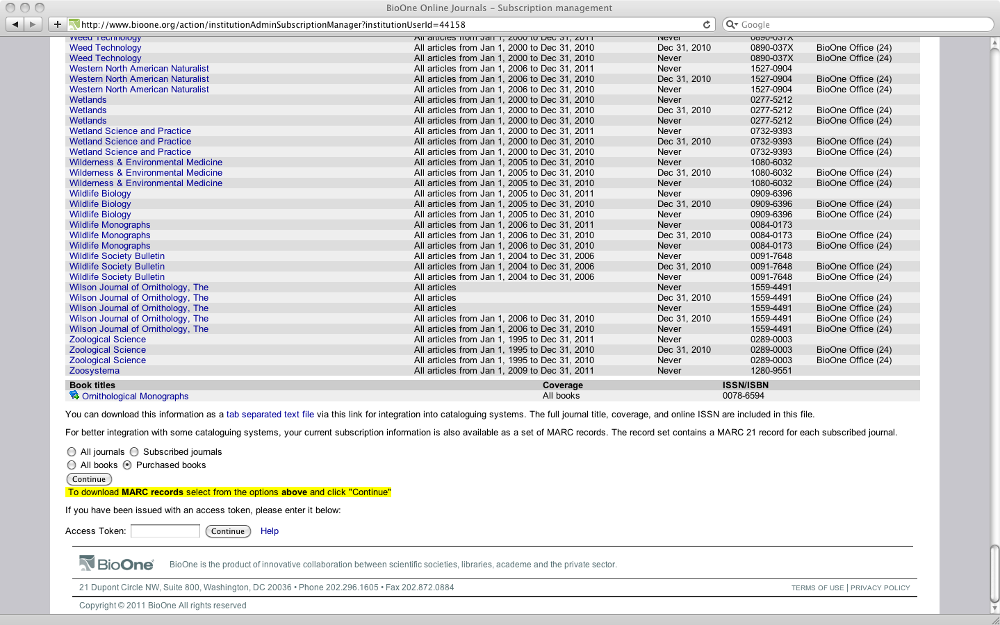 BioOne Online Journals – Subscription management
http://www.bioone.org/action/institutionAdminSubscriptionManager?institutionUserId=44158
Google
Weed Technology All articles from Jan 1, 2000 to Dec 31, 2011 Never 0890-037X
Weed Technology All articles from Jan 1, 2000 to Dec 31, 2010 Dec 31, 2010 0890-037X BioOne Office (24)
Weed Technology All articles from Jan 1, 2000 to Dec 31, 2010 Never 0890-037X BioOne Office (24)
Western North American Naturalist All articles from Jan 1, 2006 to Dec 31, 2011 Never 1527-0904
Western North American Naturalist All articles from Jan 1, 2006 to Dec 31, 2010 Dec 31, 2010 1527-0904 BioOne Office (24)
Western North American Naturalist All articles from Jan 1, 2006 to Dec 31, 2010 Never 1527-0904 BioOne Office (24)
Wetlands All articles from Jan 1, 2000 to Dec 31, 2010 Never 0277-5212
Wetlands All articles from Jan 1, 2000 to Dec 31, 2010 Dec 31, 2010 0277-5212 BioOne Office (24)
Wetlands All articles from Jan 1, 2000 to Dec 31, 2010 Never 0277-5212 BioOne Office (24)
Wetland Science and Practice All articles from Jan 1, 2000 to Dec 31, 2011 Never 0732-9393
Wetland Science and Practice All articles from Jan 1, 2000 to Dec 31, 2010 Dec 31, 2010 0732-9393 BioOne Office (24)
Wetland Science and Practice All articles from Jan 1, 2000 to Dec 31, 2010 Never 0732-9393 BioOne Office (24)
Wilderness & Environmental Medicine All articles from Jan 1, 2005 to Dec 31, 2010 Never 1080-6032
Wilderness & Environmental Medicine All articles from Jan 1, 2005 to Dec 31, 2010 Dec 31, 2010 1080-6032 BioOne Office (24)
Wilderness & Environmental Medicine All articles from Jan 1, 2005 to Dec 31, 2010 Never 1080-6032 BioOne Office (24)
Wildlife Biology All articles from Jan 1, 2005 to Dec 31, 2011 Never 0909-6396
Wildlife Biology All articles from Jan 1, 2005 to Dec 31, 2010 Dec 31, 2010 0909-6396 BioOne Office (24)
Wildlife Biology All articles from Jan 1, 2005 to Dec 31, 2010 Never 0909-6396 BioOne Office (24)
Wildlife Monographs All articles from Jan 1, 2006 to Dec 31, 2011 Never 0084-0173
Wildlife Monographs All articles from Jan 1, 2006 to Dec 31, 2010 Dec 31, 2010 0084-0173 BioOne Office (24)
Wildlife Monographs All articles from Jan 1, 2006 to Dec 31, 2010 Never 0084-0173 BioOne Office (24)
Wildlife Society Bulletin All articles from Jan 1, 2004 to Dec 31, 2006 Never 0091-7648
Wildlife Society Bulletin All articles from Jan 1, 2004 to Dec 31, 2006 Dec 31, 2010 0091-7648 BioOne Office (24)
Wildlife Society Bulletin All articles from Jan 1, 2004 to Dec 31, 2006 Never 0091-7648 BioOne Office (24)
Wilson Journal of Ornithology, The All articles Never 1559-4491
Wilson Journal of Ornithology, The All articles Dec 31, 2010 1559-4491 BioOne Office (24)
Wilson Journal of Ornithology, The All articles Never 1559-4491 BioOne Office (24)
Wilson Journal of Ornithology, The All articles from Jan 1, 2006 to Dec 31, 2010 Dec 31, 2010 1559-4491 BioOne Office (24)
Wilson Journal of Ornithology, The All articles from Jan 1, 2006 to Dec 31, 2010 Never 1559-4491 BioOne Office (24)
Zoological Science All articles from Jan 1, 1995 to Dec 31, 2011 Never 0289-0003
Zoological Science All articles from Jan 1, 1995 to Dec 31, 2010 Dec 31, 2010 0289-0003 BioOne Office (24)
Zoological Science All articles from Jan 1, 1995 to Dec 31, 2010 Never 0289-0003 BioOne Office (24)
Zoosystema All articles from Jan 1, 2009 to Dec 31, 2011 Never 1280-9551
Book titles Coverage ISSN/ISBN
Ornithological Monographs All books 0078-6594
You can download this information as a tab separated text file via this link for integration into cataloguing systems. The full journal title, coverage, and online ISSN are included in this file.
For better integration with some cataloguing systems, your current subscription information is also available as a set of MARC records. The record set contains a MARC 21 record for each subscribed journal.
All journals Subscribed journals
All books Purchased books
Continue
To download MARC records select from the options above and click "Continue"
If you have been issued with an access token, please enter it below:
Access Token: Continue Help
BioOne BioOne is the product of innovative collaboration between scientific societies, libraries, academe and the private sector.
21 Dupont Circle NW, Suite 800, Washington, DC 20036 • Phone 202.296.1605 • Fax 202.872.0884 TERMS OF USE | PRIVACY POLICY
Copyright © 2011 BioOne All rights reserved